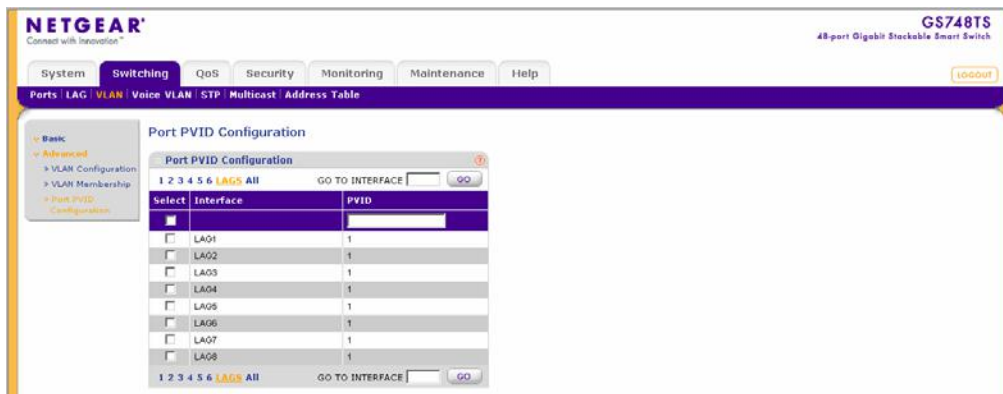 NETGEAR
Connect with Innovation™
GS748TS
48-port Gigabit Stackable Smart Switch
System Switching QoS Security Monitoring Maintenance Help
LOGOUT
Ports LAG VLAN Voice VLAN STP Multicast Address Table
Basic
Advanced
VLAN Configuration
VLAN Membership
Port PVID
Configuration
Port PVID Configuration
Port PVID Configuration
1 2 3 4 5 6 LAGS All GO TO INTERFACE GO
Select Interface PVID
LAG1 1
LAG2 1
LAG3 1
LAG4 1
LAG5 1
LAG6 1
LAG7 1
LAG8 1
1 2 3 4 5 6 LAGS All GO TO INTERFACE GO